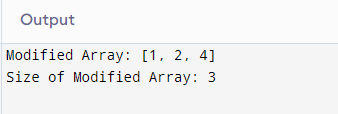 Output
Modified Array: [1, 2, 4]
Size of Modified Array: 3